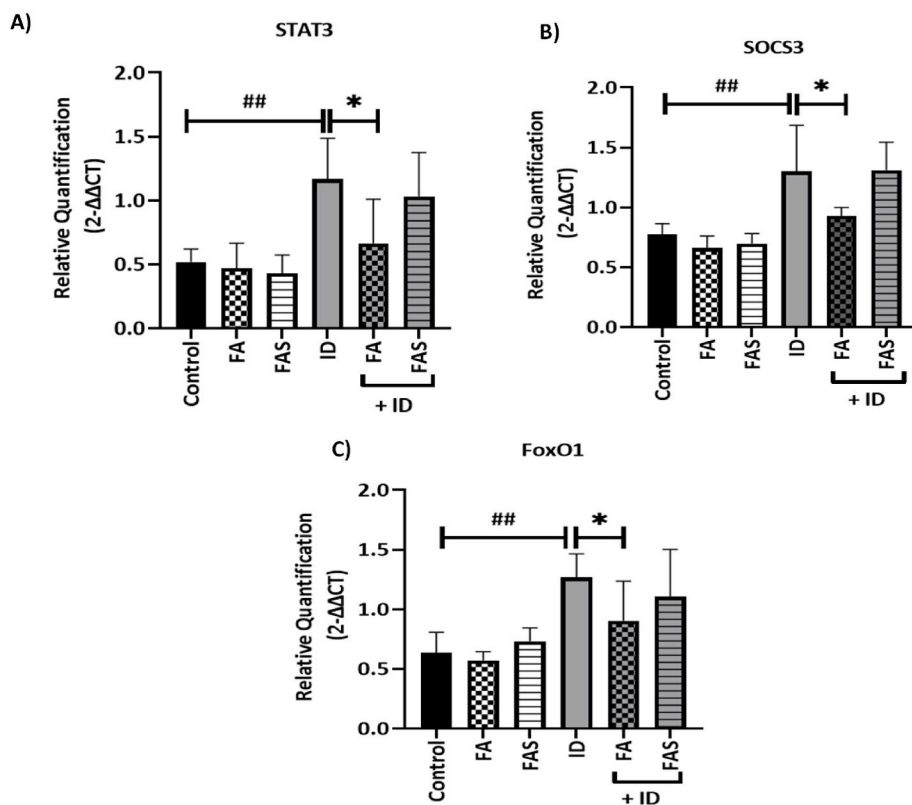 A)
STAT3
Relative Quantification
(2-ΔΔCT)
2.0
1.5
1.0
0.5
0.0
##
*
Control
FA
FAS
ID
FA
FAS
+ ID
B)
SOCS3
Relative Quantification
(2-ΔΔCT)
2.0
1.5
1.0
0.5
0.0
##
*
Control
FA
FAS
ID
FA
FAS
+ ID
C)
FoxO1
Relative Quantification
(2-ΔΔCT)
2.0
1.5
1.0
0.5
0.0
##
*
Control
FA
FAS
ID
FA
FAS
+ ID